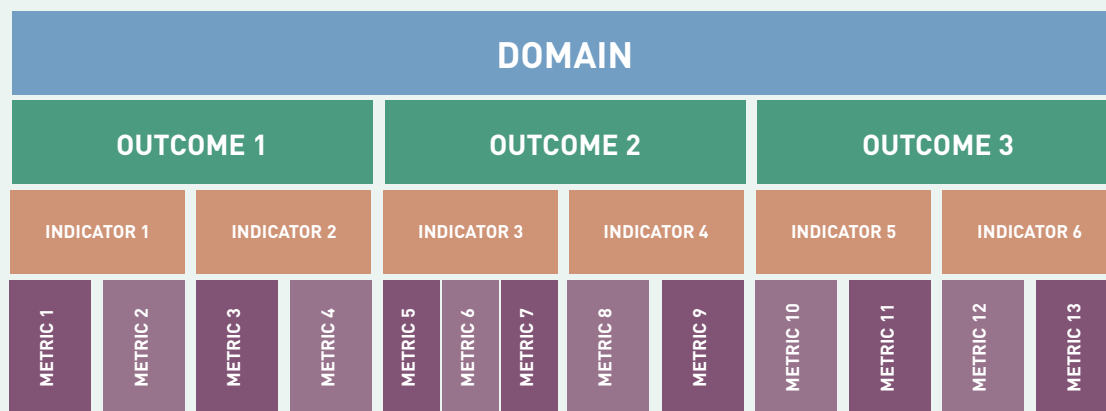 DOMAIN
OUTCOME 1
OUTCOME 2
OUTCOME 3
INDICATOR 1
INDICATOR 2
INDICATOR 3
INDICATOR 4
INDICATOR 5
INDICATOR 6
METRIC 1
METRIC 2
METRIC 3
METRIC 4
METRIC 5
METRIC 6
METRIC 7
METRIC 8
METRIC 9
METRIC 10
METRIC 11
METRIC 12
METRIC 13